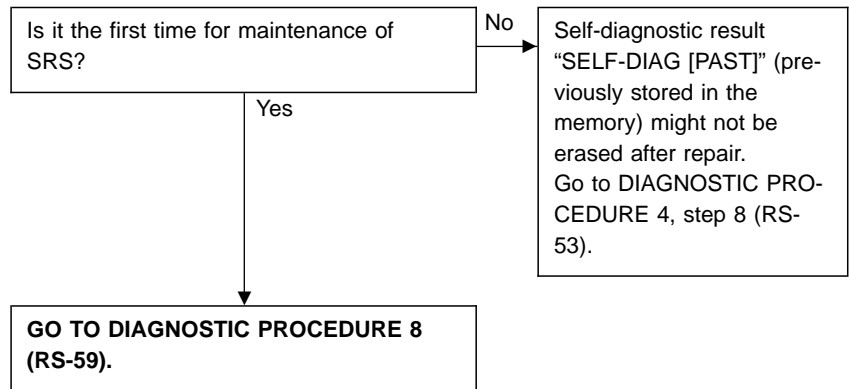 Is it the first time for maintenance of
SRS?
No
Self-diagnostic result
“SELF-DIAG [PAST]” (pre-
viously stored in the
memory) might not be
erased after repair.
Go to DIAGNOSTIC PRO-
CEDURE 4, step 8 (RS-
53).
Yes
GO TO DIAGNOSTIC PROCEDURE 8
(RS-59).